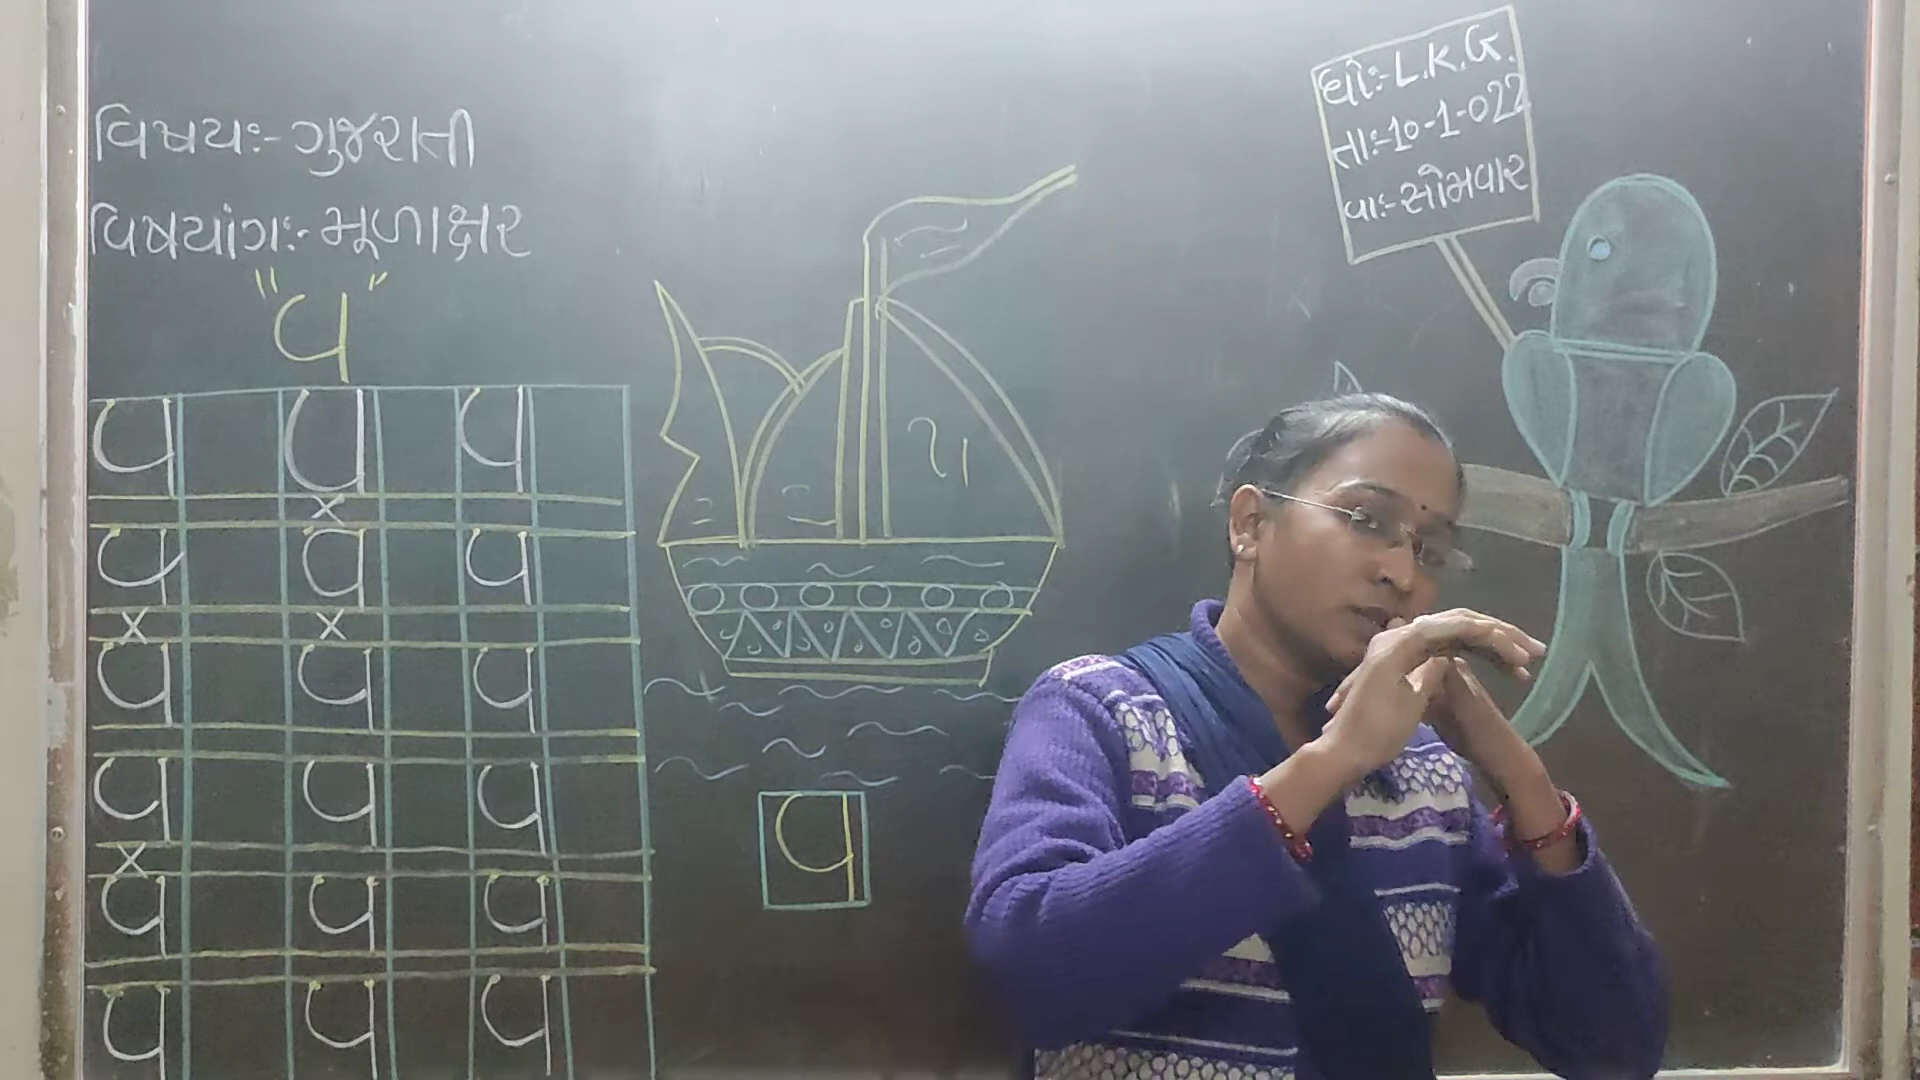 વિષયઃ- ગુજરાતી
વિષયાંગઃ- મૂળાક્ષર
"વ"
વ વ વ
વ વ વ
વ વ વ
વ વ વ
વ વ વ
વ વ વ
વ
ધોઃ-L.K.G.
તાઃ-10-1-022
વાઃ-સોમવાર